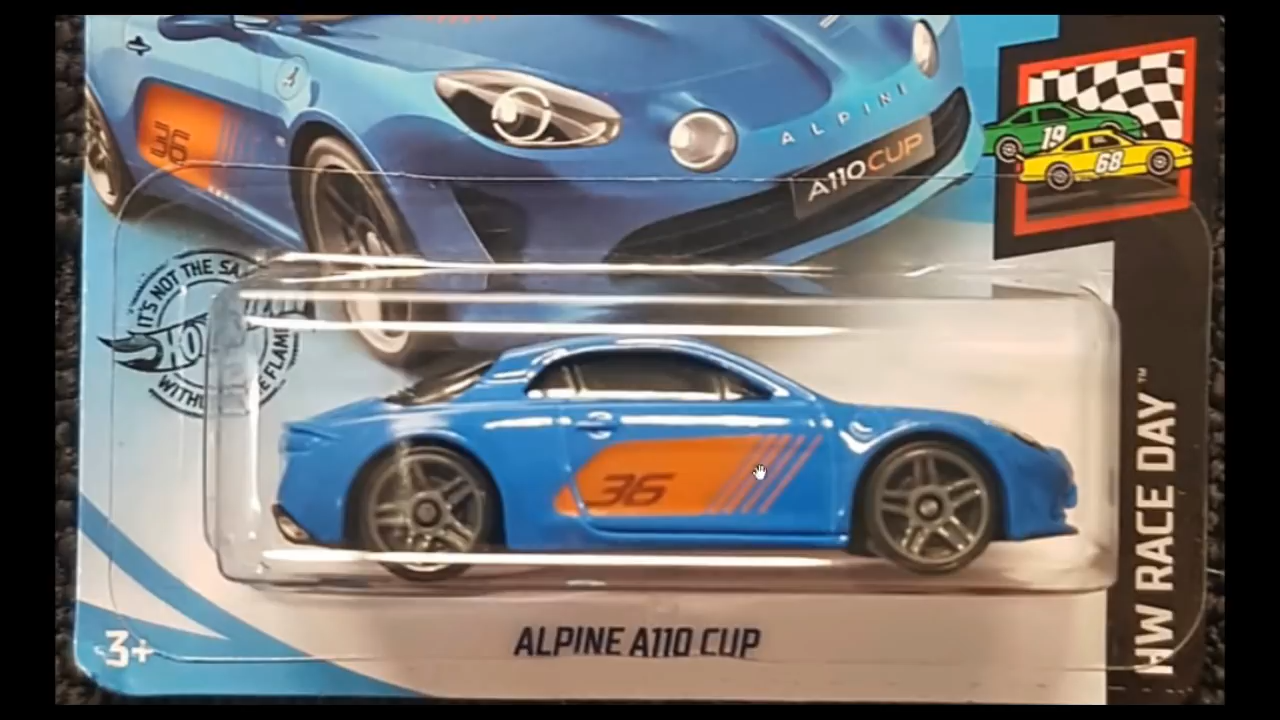 36
ALPINE
A110CUP
19
68
IT'S NOT THE SA
HO
WITH
E FLAM
36
HW RACE DAY™
ALPINE A110 CUP
3+